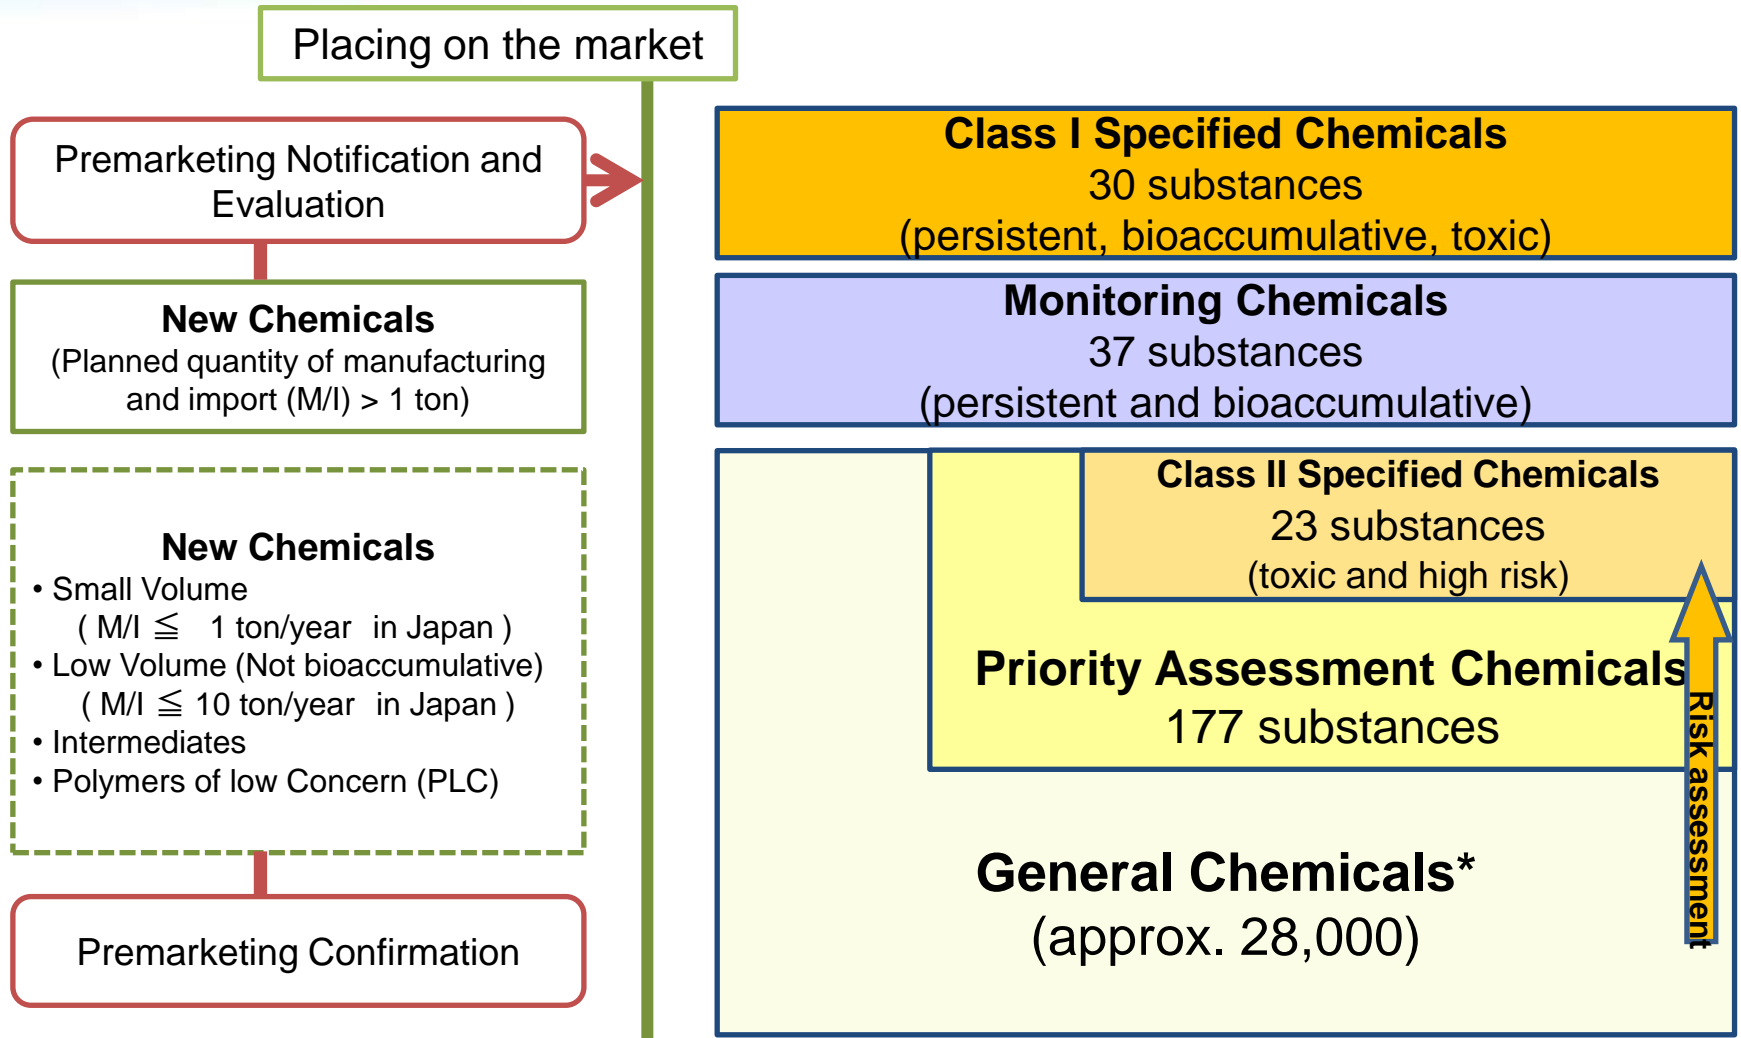 Placing on the market
Premarketing Notification and
Evaluation
New Chemicals
(Planned quantity of manufacturing
and import (M/I) > 1 ton)
New Chemicals
• Small Volume
( M/I ≦ 1 ton/year in Japan )
• Low Volume (Not bioaccumulative)
( M/I ≦ 10 ton/year in Japan )
• Intermediates
• Polymers of low Concern (PLC)
Premarketing Confirmation
Class I Specified Chemicals
30 substances
(persistent, bioaccumulative, toxic)
Monitoring Chemicals
37 substances
(persistent and bioaccumulative)
Class II Specified Chemicals
23 substances
(toxic and high risk)
Priority Assessment Chemicals
177 substances
General Chemicals*
(approx. 28,000)
Risk assessment